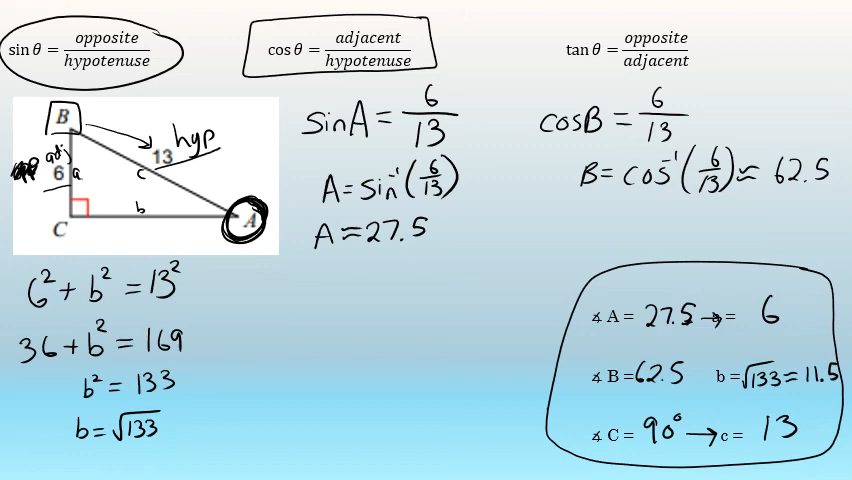 sin θ = opposite/hypotenuse
cos θ = adjacent/hypotenuse
tan θ = opposite/adjacent
B
hyp
13
adj
6 a
c
b
C
A
sinA = 6/13
A = sin⁻¹(6/13)
A ≈ 27.5
cosB = 6/13
B = cos⁻¹(6/13) ≈ 62.5
6² + b² = 13²
36 + b² = 169
b² = 133
b = √133
∡ A = 27.5 → a = 6
∡ B = 62.5 b = √133 ≈ 11.5
∡ C = 90° → c = 13